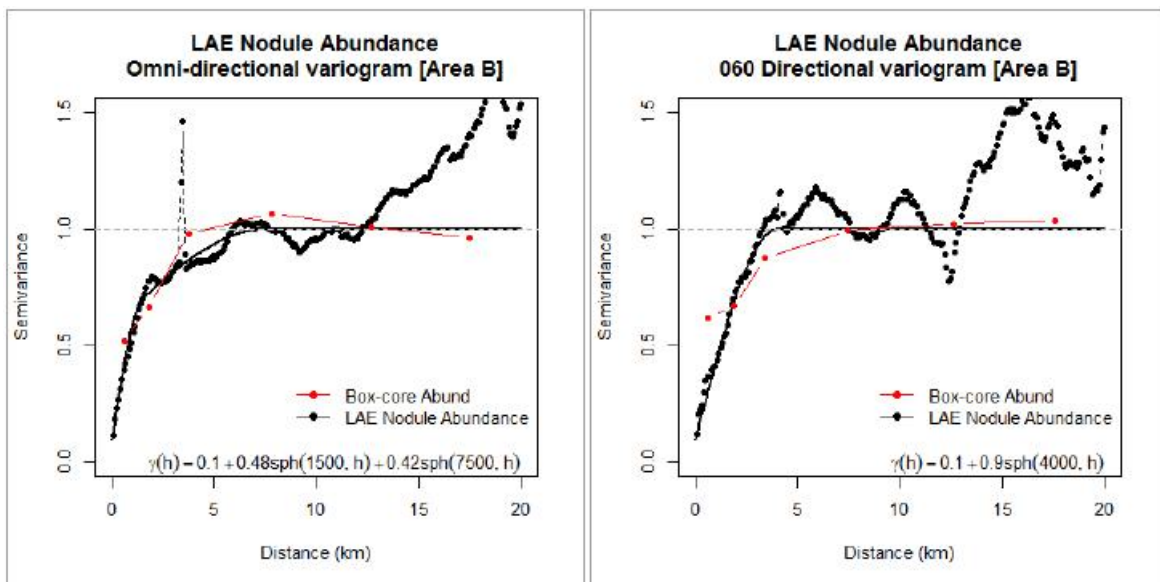 LAE Nodule Abundance
Omni-directional variogram [Area B]
Semivariance
1.5
1.0
0.5
0.0
Box-core Abund
LAE Nodule Abundance
γ(h) − 0.1 + 0.48sph(1500, h) + 0.42sph(7500, h)
0 5 10 15 20
Distance (km)
LAE Nodule Abundance
060 Directional variogram [Area B]
Semivariance
1.5
1.0
0.5
0.0
Box-core Abund
LAE Nodule Abundance
γ(h) − 0.1 + 0.9sph(4000, h)
0 5 10 15 20
Distance (km)